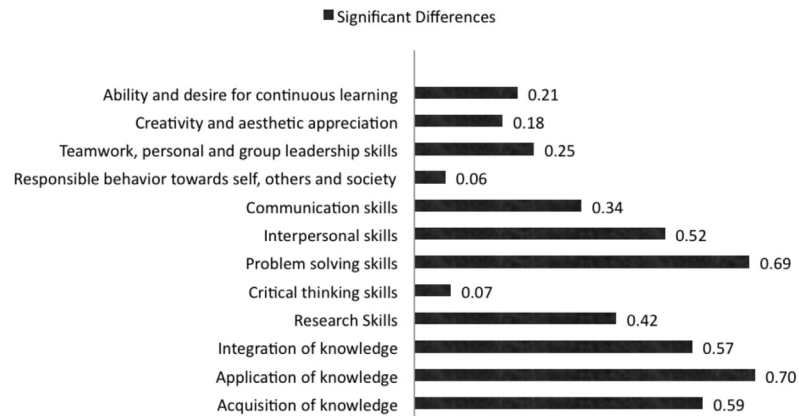 Significant Differences
Ability and desire for continuous learning 0.21
Creativity and aesthetic appreciation 0.18
Teamwork, personal and group leadership skills 0.25
Responsible behavior towards self, others and society 0.06
Communication skills 0.34
Interpersonal skills 0.52
Problem solving skills 0.69
Critical thinking skills 0.07
Research Skills 0.42
Integration of knowledge 0.57
Application of knowledge 0.70
Acquisition of knowledge 0.59